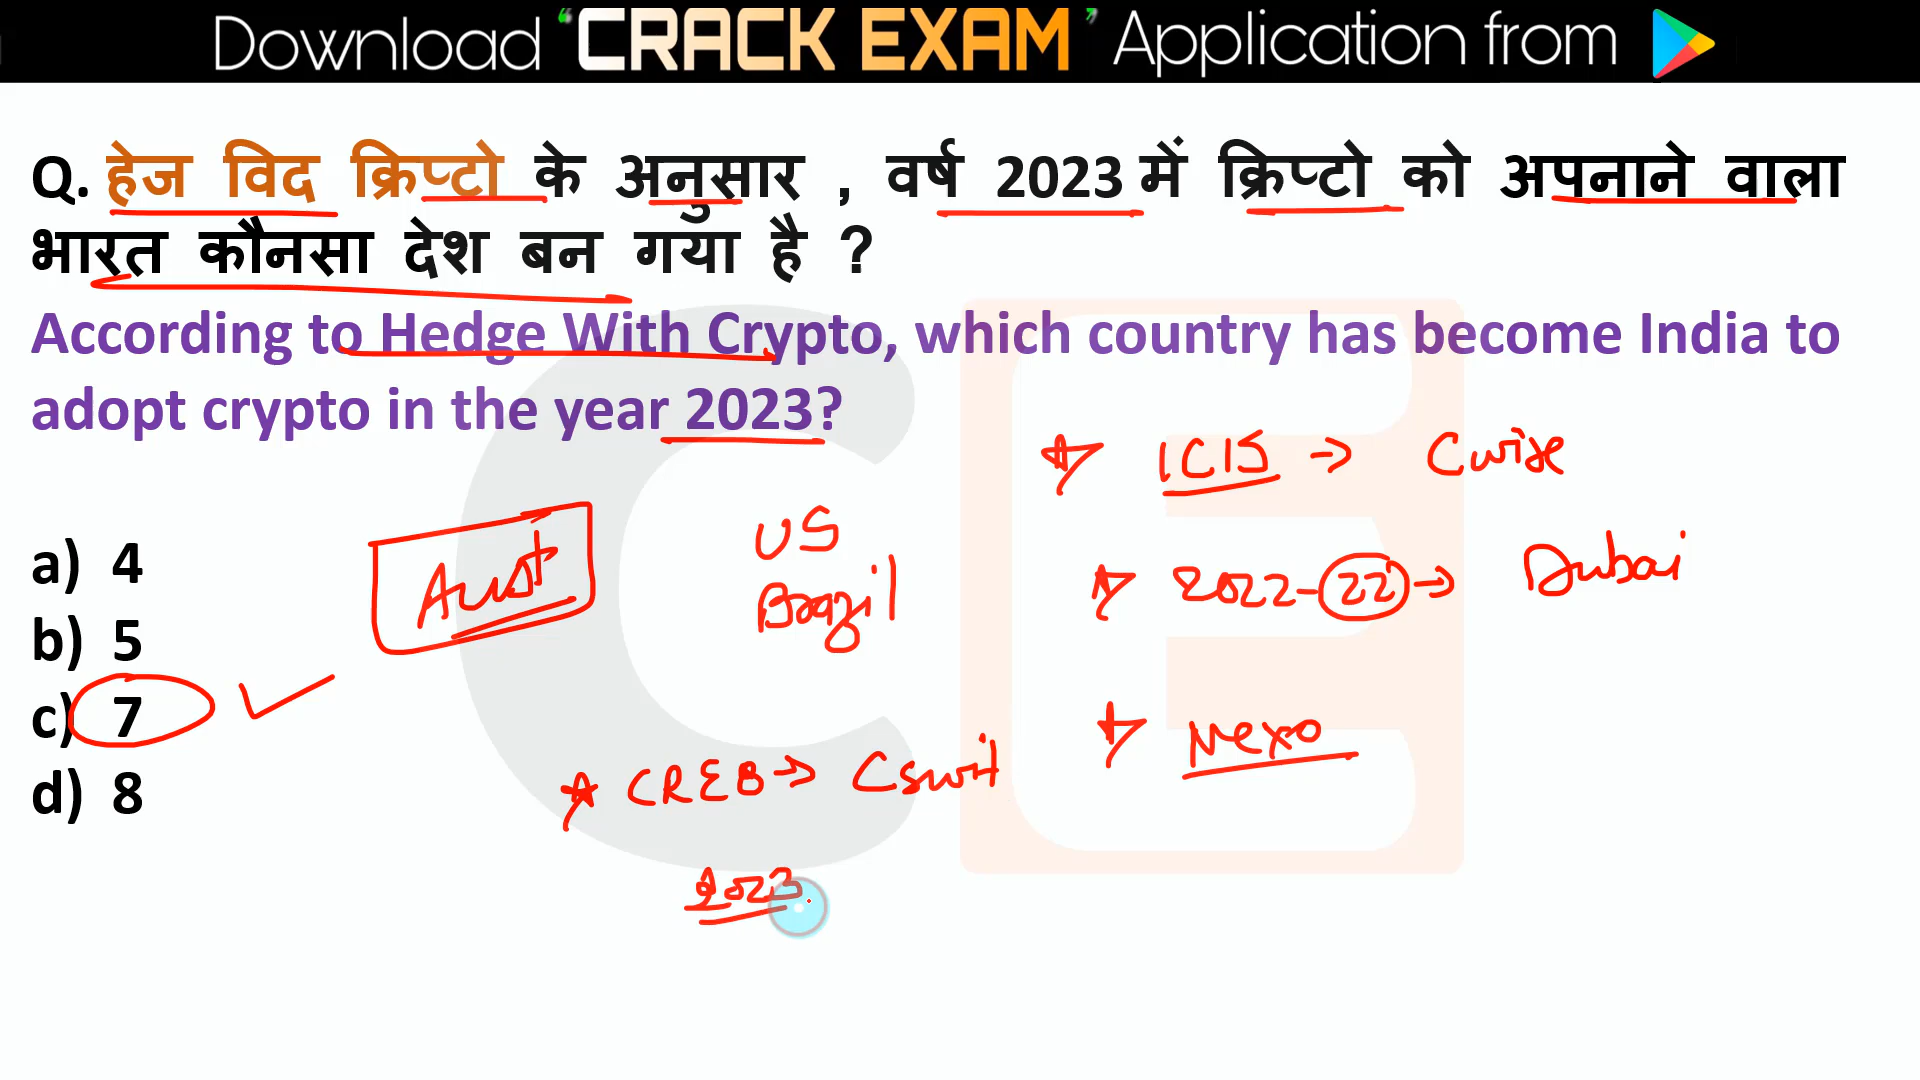 Download 'CRACK EXAM' Application from
Q. हेज विद क्रिप्टो के अनुसार , वर्ष 2023 में क्रिप्टो को अपनाने वाला
भारत कौनसा देश बन गया है ?
According to Hedge With Crypto, which country has become India to
adopt crypto in the year 2023?
a) 4
b) 5
c) 7
d) 8
Aust
US
Brazil
ICIS →
2022-22 → Dubai
Nexo
CREB →
2023